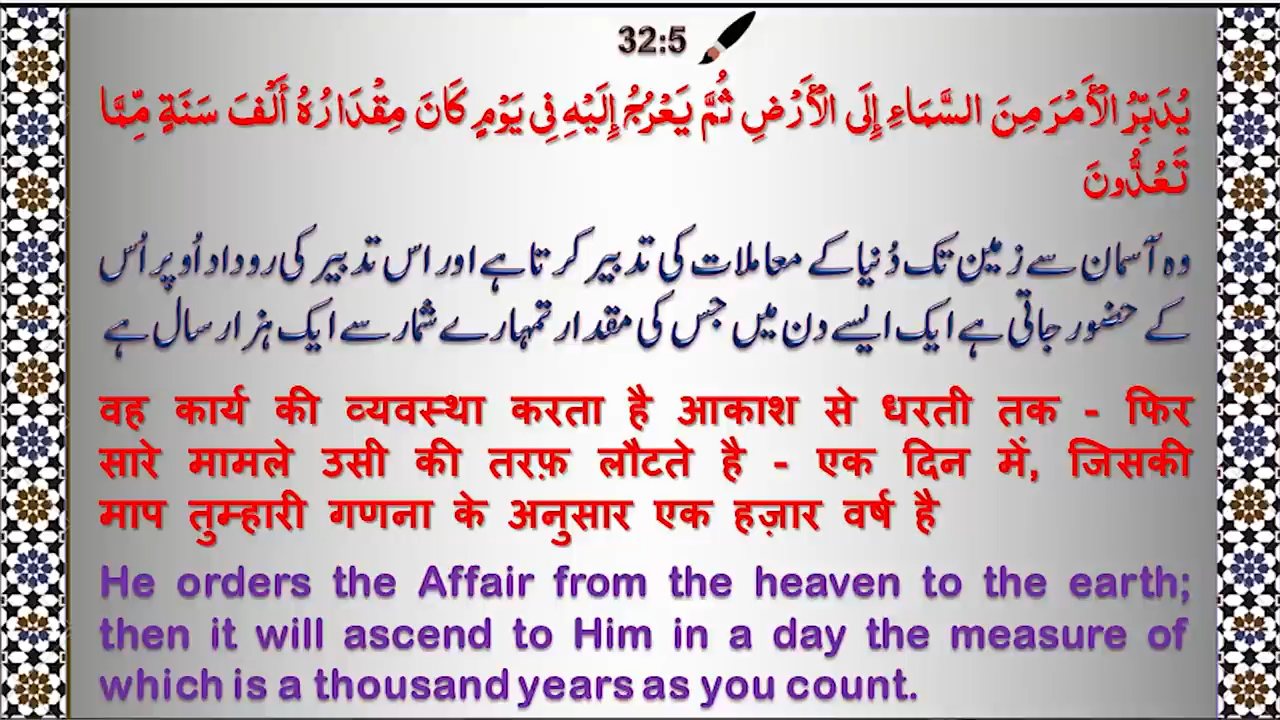 32:5
يُدَبِّرُ الْأَمْرَ مِنَ السَّمَاءِ إِلَى الْأَرْضِ ثُمَّ يَعْرُجُ إِلَيْهِ فِي يَوْمٍ كَانَ مِقْدَارُهُ أَلْفَ سَنَةٍ مِّمَّا
تَعُدُّونَ
وہ آسمان سے زمین تک دُنیا کے معاملات کی تدبیر کرتا ہے اور اس تدبیر کی روداد اُوپر اُس
کے حضور جاتی ہے ایک ایسے دن میں جس کی مقدار تمہارے شمار سے ایک ہزار سال ہے
वह कार्य की व्यवस्था करता है आकाश से धरती तक - फिर
सारे मामले उसी की तरफ़ लौटते है - एक दिन में, जिसकी
माप तुम्हारी गणना के अनुसार एक हज़ार वर्ष है
He orders the Affair from the heaven to the earth;
then it will ascend to Him in a day the measure of
which is a thousand years as you count.